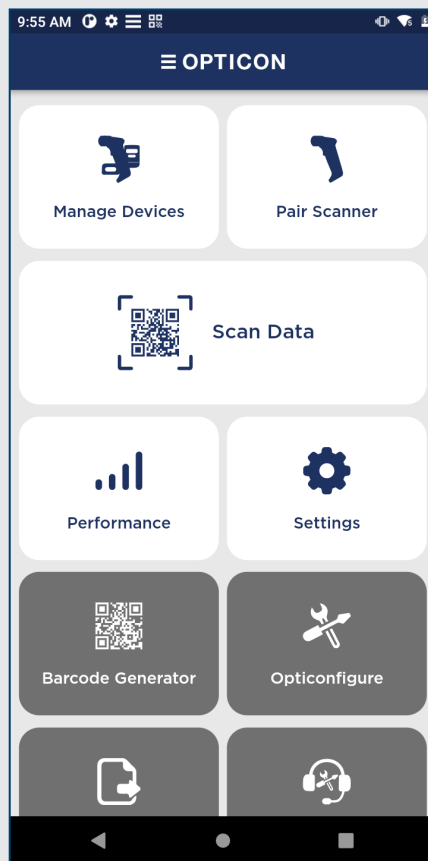 9:55 AM
OPTICON
Manage Devices
Pair Scanner
Scan Data
Performance
Settings
Barcode Generator
Opticonfigure